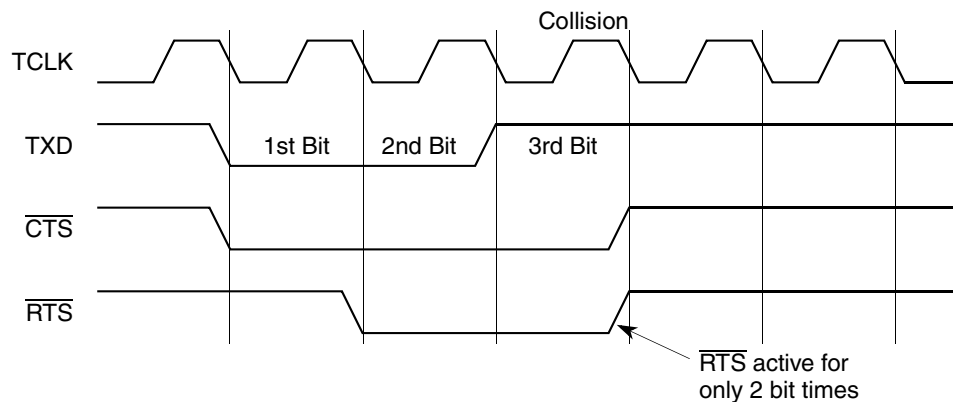 Collision
TCLK
TXD
1st Bit
2nd Bit
3rd Bit
CTS
RTS
RTS active for
only 2 bit times